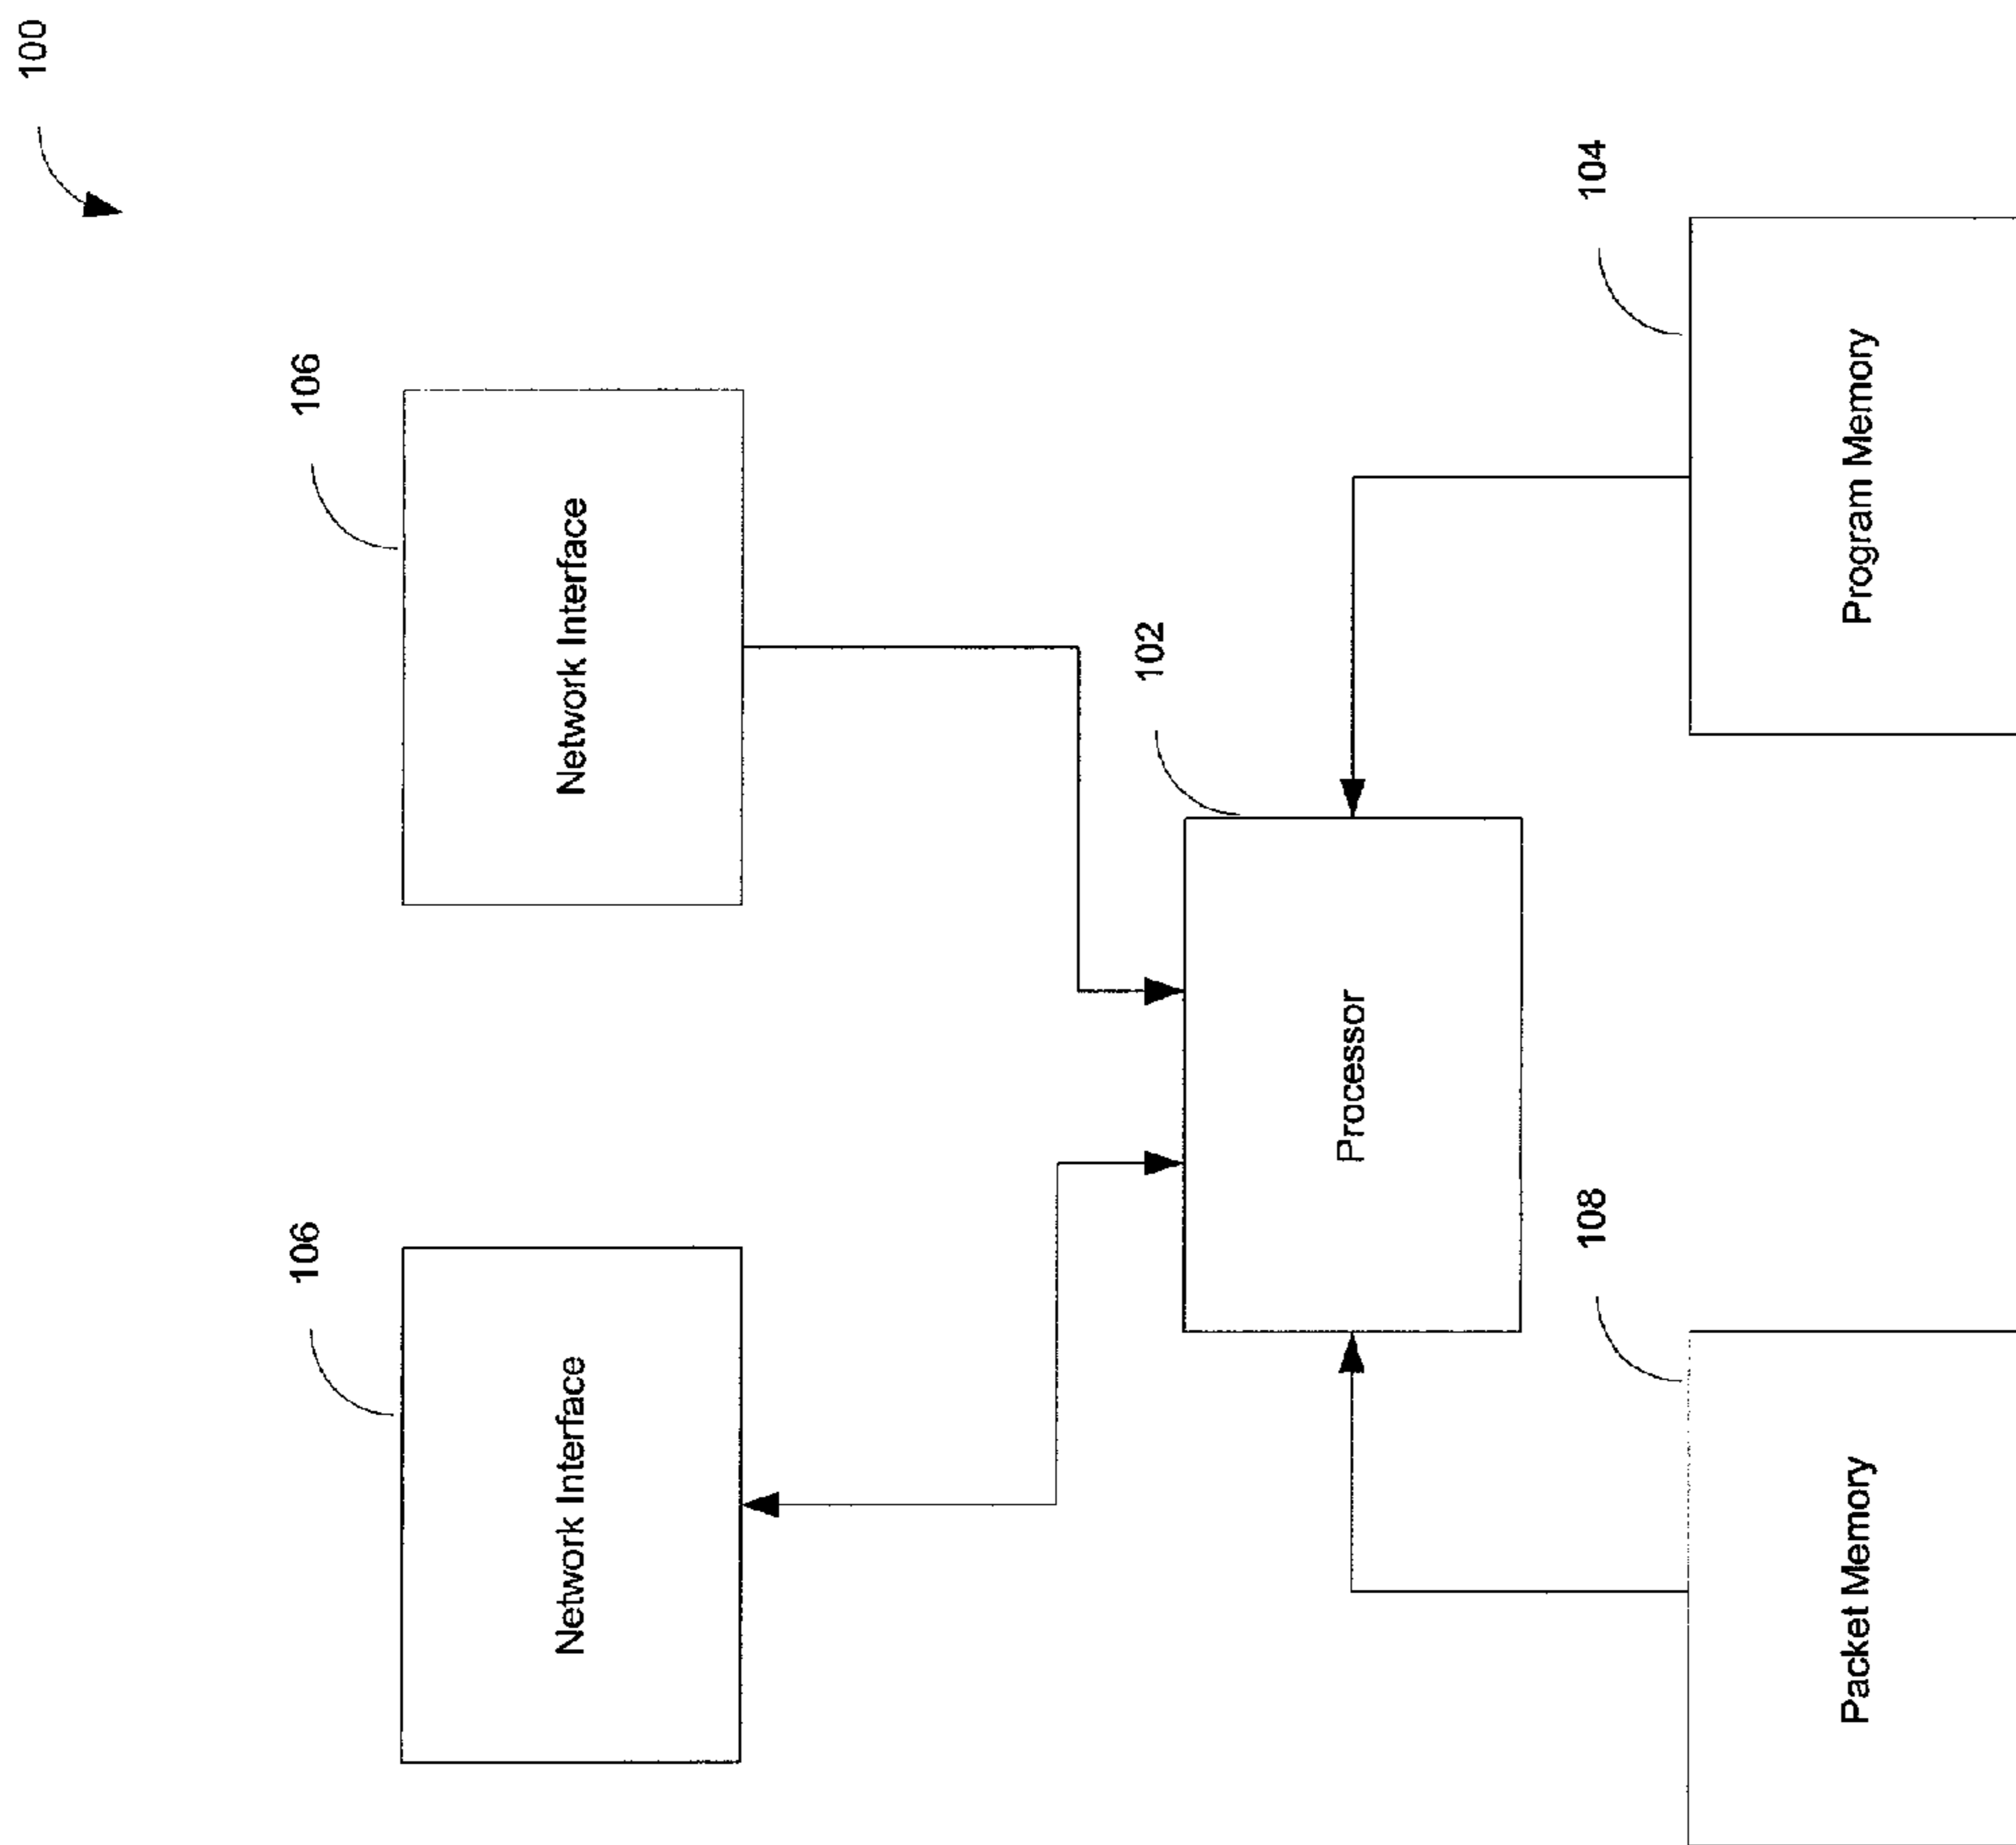 100
106
Network Interface
106
Network Interface
102
Processor
108
Packet Memory
104
Program Memory